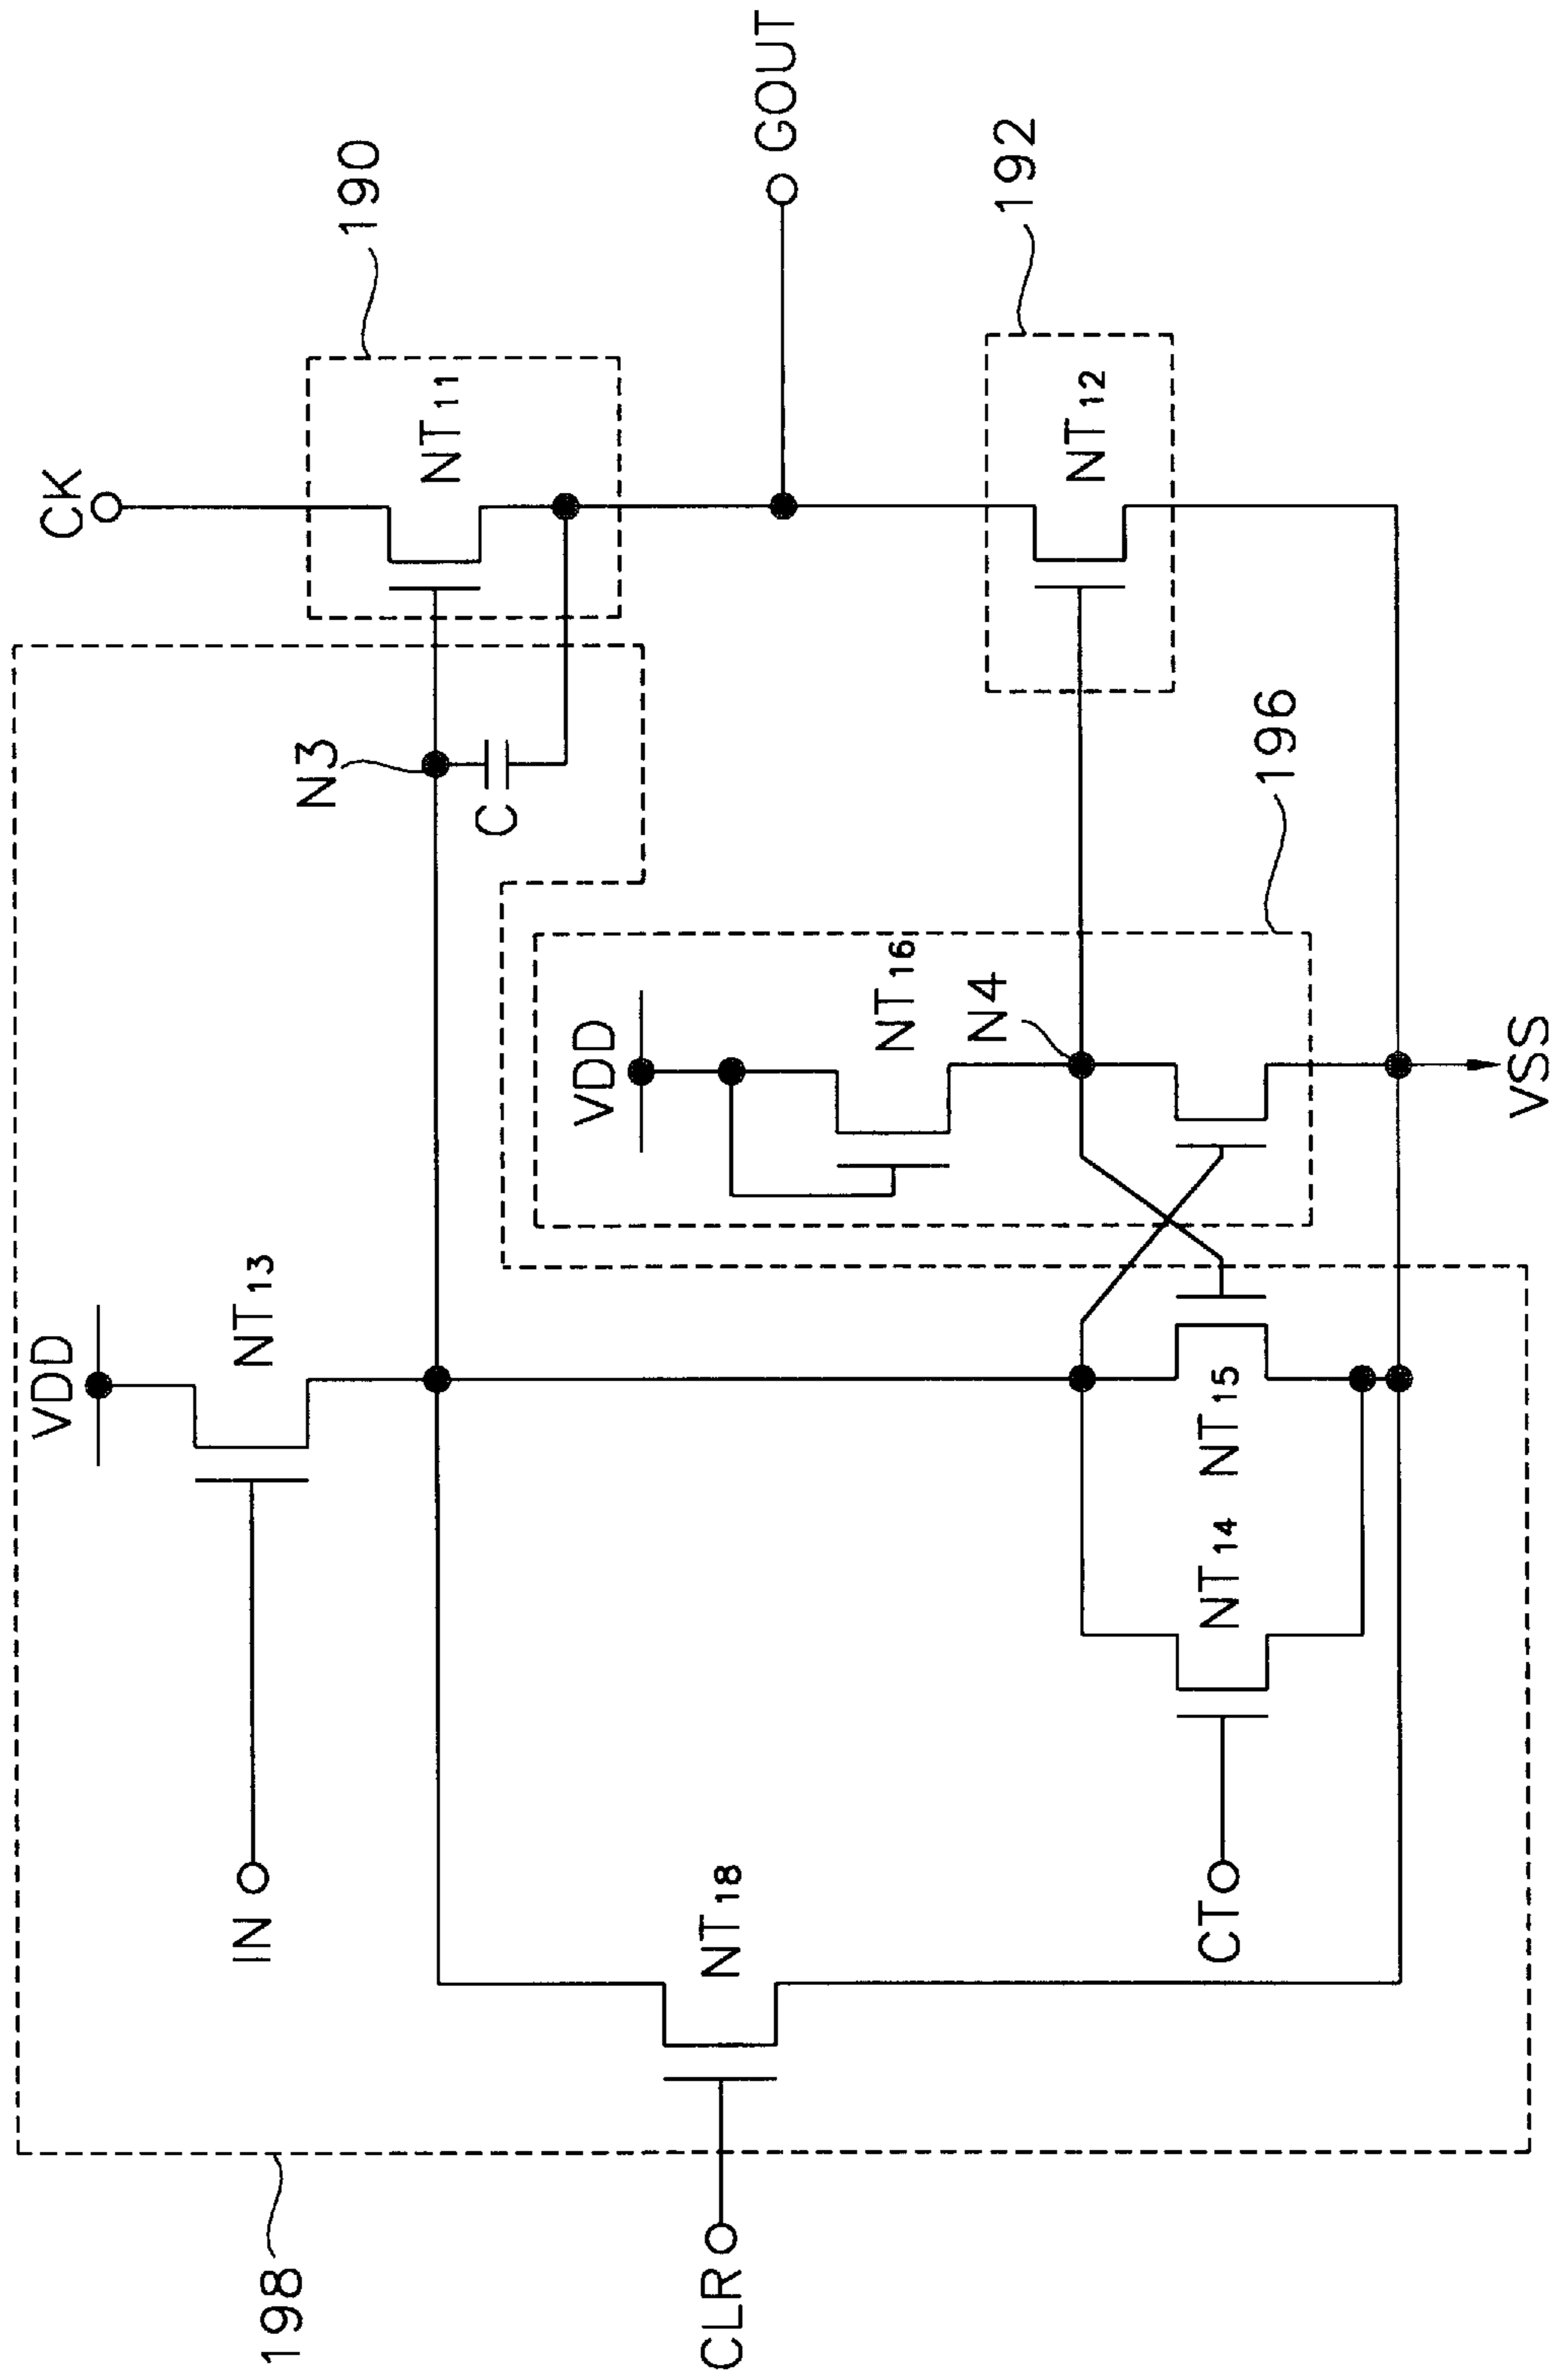 CK
190
NT11
GOUT
N3
C
192
NT12
196
VDD
NT16
N4
VSS
VDD
NT13
NT15
NT14
IN
NT18
CT
CLR
198